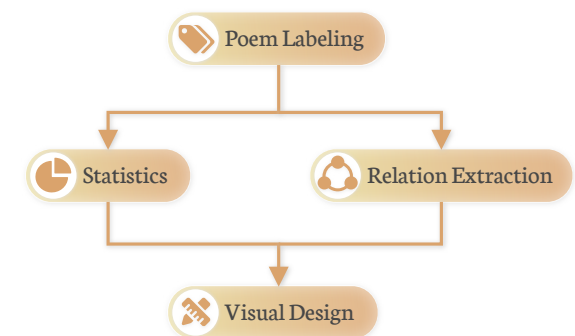 Poem Labeling
Statistics
Relation Extraction
Visual Design